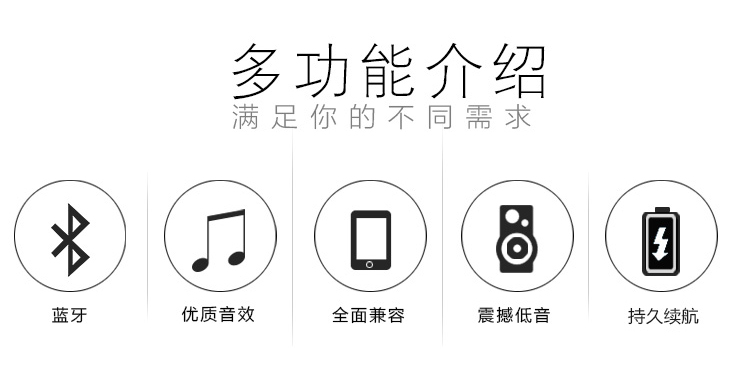 多功能介绍
满足你的不同需求
蓝牙
优质音效
全面兼容
震撼低音
持久续航